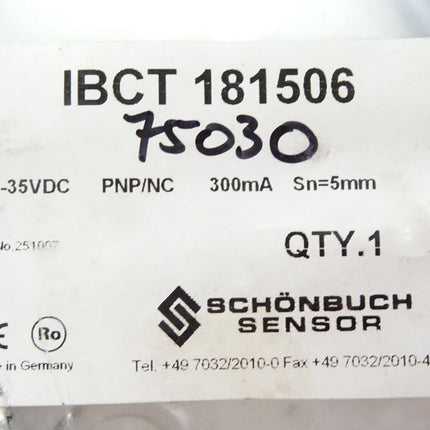 IBCT 181506
75030
-35VDC PNP/NC 300mA Sn=5mm
No.251007
QTY.1
SCHÖNBUCH
SENSOR
CE Ro
in Germany
Tel. +49 7032/2010-0 Fax +49 7032/2010-4